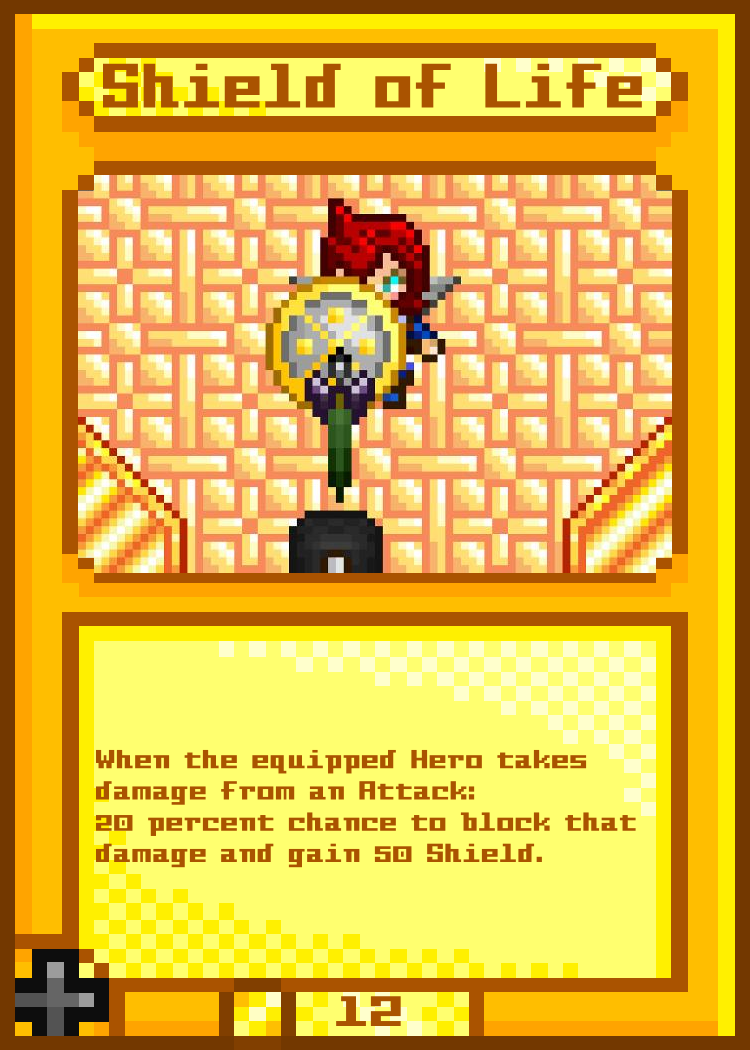 Shield of Life
When the equipped Hero takes
damage from an Attack:
20 percent chance to block that
damage and gain 50 Shield.
12